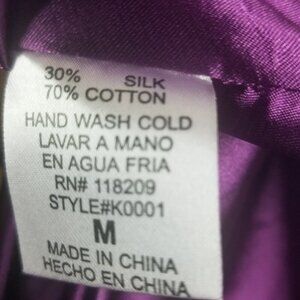 30% SILK
70% COTTON
HAND WASH COLD
LAVAR A MANO
EN AGUA FRIA
RN# 118209
STYLE#K0001
M
MADE IN CHINA
HECHO EN CHINA